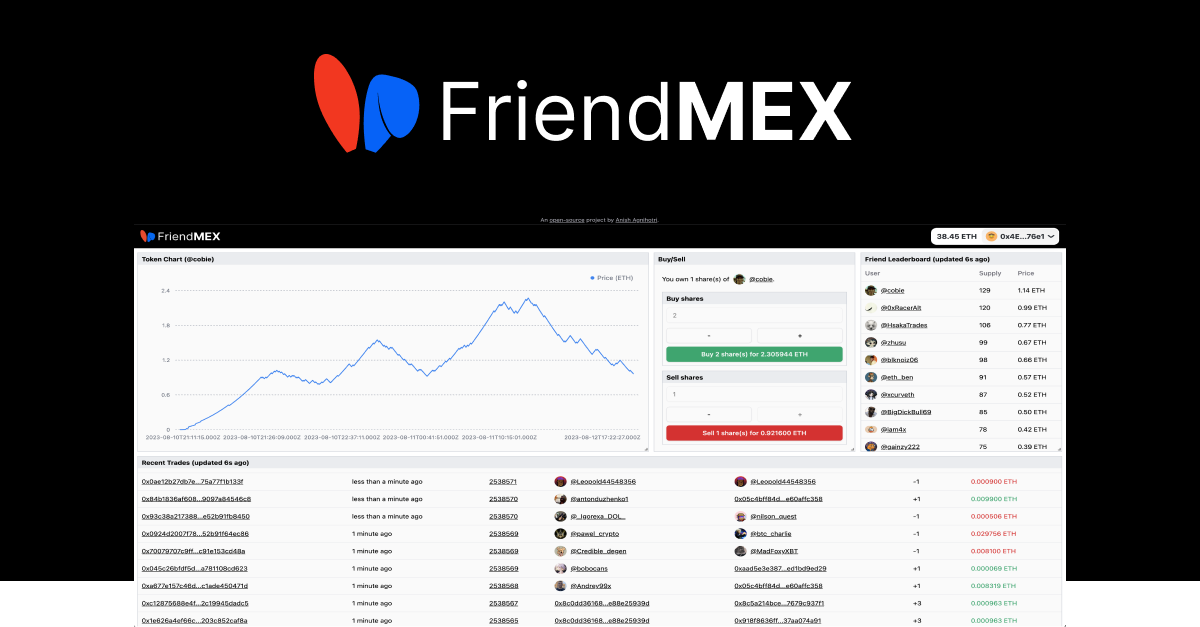 FriendMEX
An open-source project by Anish Agnihotri.
FriendMEX
38.45 ETH 0x4E...76e1
Token Chart (@cobie)
Price (ETH)
2.4
1.8
1.2
0.6
0
2023-08-10T21:11:15.000Z 2023-08-10T21:26:09.000Z 2023-08-10T22:37:11.000Z 2023-08-11T00:41:51.000Z 2023-08-11T10:15:01.000Z 2023-08-12T17:22:27.000Z
Buy/Sell
You own 1 share(s) of @cobie.
Buy shares
2
- +
Buy 2 share(s) for 2.305944 ETH
Sell shares
1
- +
Sell 1 share(s) for 0.921600 ETH
Friend Leaderboard (updated 6s ago)
User Supply Price
@cobie 129 1.14 ETH
@0xRacerAlt 120 0.99 ETH
@HsakaTrades 106 0.77 ETH
@zhusu 99 0.67 ETH
@blknoiz06 98 0.66 ETH
@eth_ben 91 0.57 ETH
@xcurveth 87 0.52 ETH
@BigDickBull69 85 0.50 ETH
@iam4x 78 0.42 ETH
@gainzy222 75 0.39 ETH
Recent Trades (updated 6s ago)
0x0ae12b27db7e...75a77f1b133f less than a minute ago 2538571 @Leopold44548356 @Leopold44548356 -1 0.000900 ETH
0x84b1836af608...9097a84546c8 less than a minute ago 2538570 @antonduzhenko1 0x05c4bff84d...e60affc358 +1 0.009900 ETH
0x93c38a217388...e52b91fb8450 less than a minute ago 2538570 @_Igorexa_DOL_ @nilson_quest -1 0.000506 ETH
0x0924d2007f78...52b91f64ec86 1 minute ago 2538569 @pawel_crypto @btc_charlie -1 0.029756 ETH
0x70079707c9ff...c91e153cd48a 1 minute ago 2538569 @Credible_degen @MadFoxyXBT -1 0.008100 ETH
0x045c26bfdf5d...a781108cd623 1 minute ago 2538569 @bobocans 0xaad5e3e387...ed1bd9ed29 +1 0.000069 ETH
0xa677e157c46d...c1ade450471d 1 minute ago 2538568 @Andrey99x 0x05c4bff84d...e60affc358 +1 0.008319 ETH
0xc12875688e4f...2c19945dadc5 1 minute ago 2538567 0x8c0dd36168...e88e25939d 0x8c5a214bce...7679c937f1 +3 0.000963 ETH
0x1e626a4ef66c...203c852caf8a 1 minute ago 2538565 0x8c0dd36168...e88e25939d 0x918f8636ff...37aa074a91 +3 0.000963 ETH